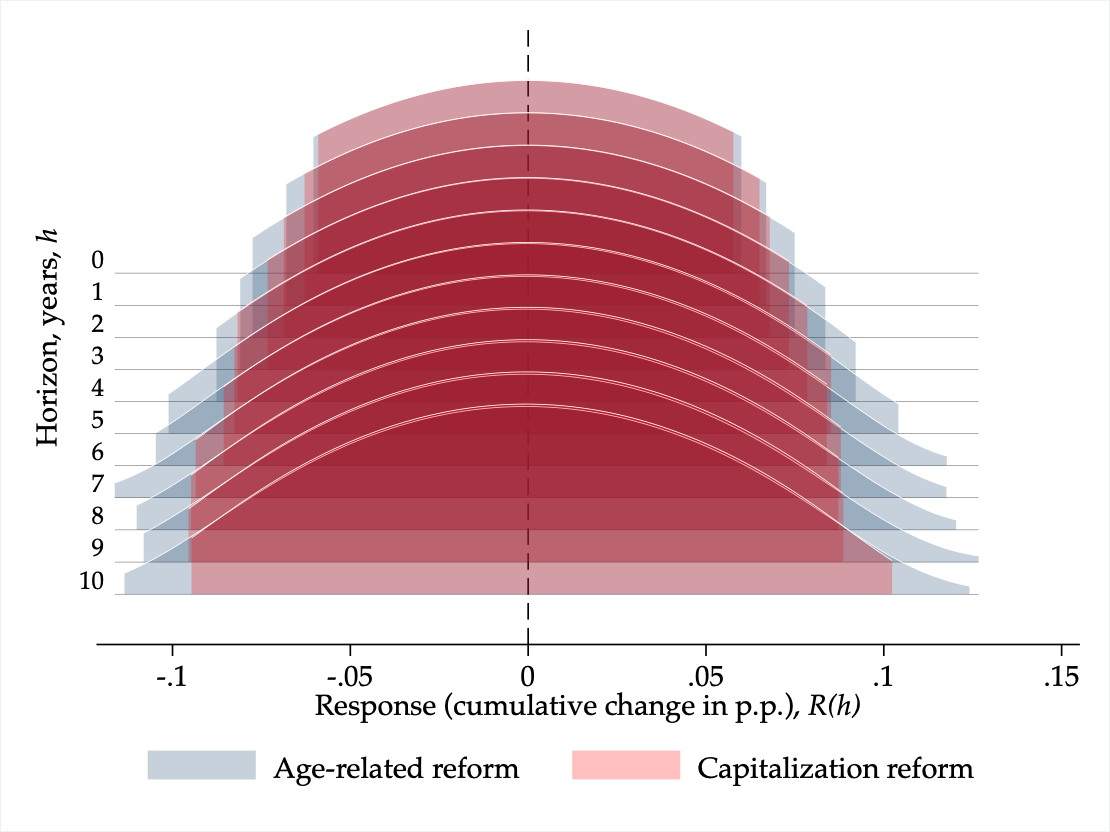 Horizon, years, h
0
1
2
3
4
5
6
7
8
9
10
-.1 -.05 0 .05 .1 .15
Response (cumulative change in p.p.), R(h)
Age-related reform Capitalization reform